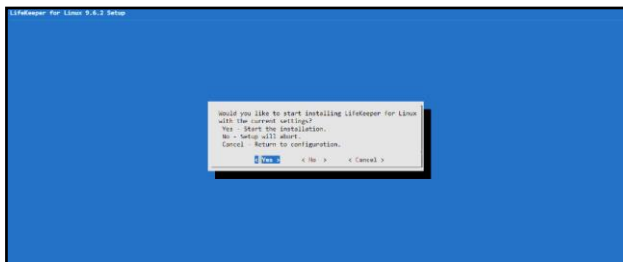 LifeKeeper for Linux 9.6.2 Setup
Would you like to start installing LifeKeeper for Linux
with the current settings?
Yes - Start the installation.
No - Setup will abort.
Cancel - Return to configuration.
< Yes > < No > < Cancel >